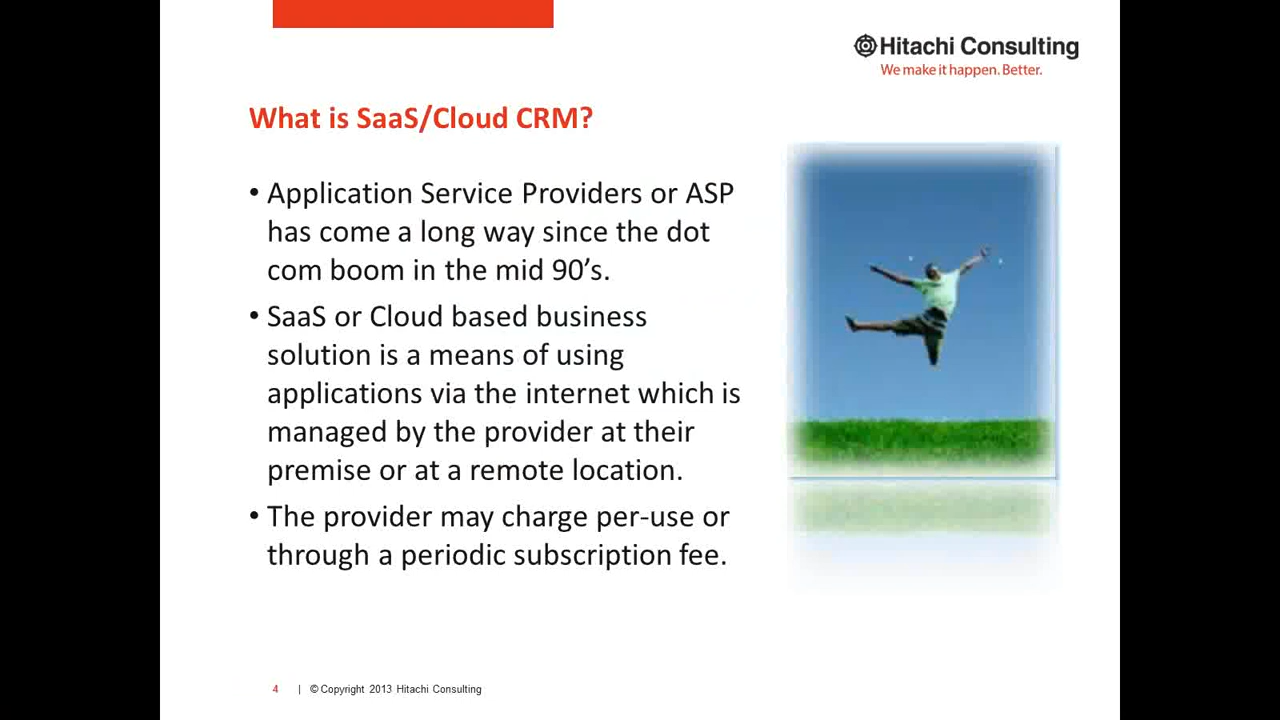 Hitachi Consulting
We make it happen. Better.
What is SaaS/Cloud CRM?
• Application Service Providers or ASP
has come a long way since the dot
com boom in the mid 90’s.
• SaaS or Cloud based business
solution is a means of using
applications via the internet which is
managed by the provider at their
premise or at a remote location.
• The provider may charge per-use or
through a periodic subscription fee.
4 | © Copyright 2013 Hitachi Consulting